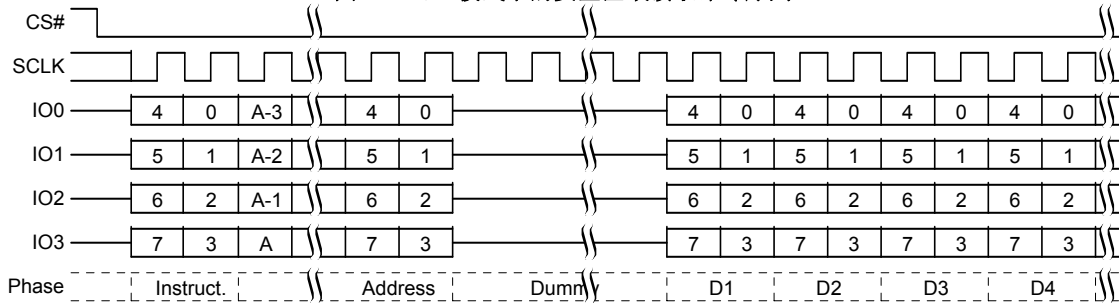 CS#
SCLK
IO0 4 0 A-3 4 0 4 0 4 0 4 0 4 0
IO1 5 1 A-2 5 1 5 1 5 1 5 1 5 1
IO2 6 2 A-1 6 2 6 2 6 2 6 2 6 2
IO3 7 3 A 7 3 7 3 7 3 7 3 7 3
Phase Instruct. Address Dummy D1 D2 D3 D4